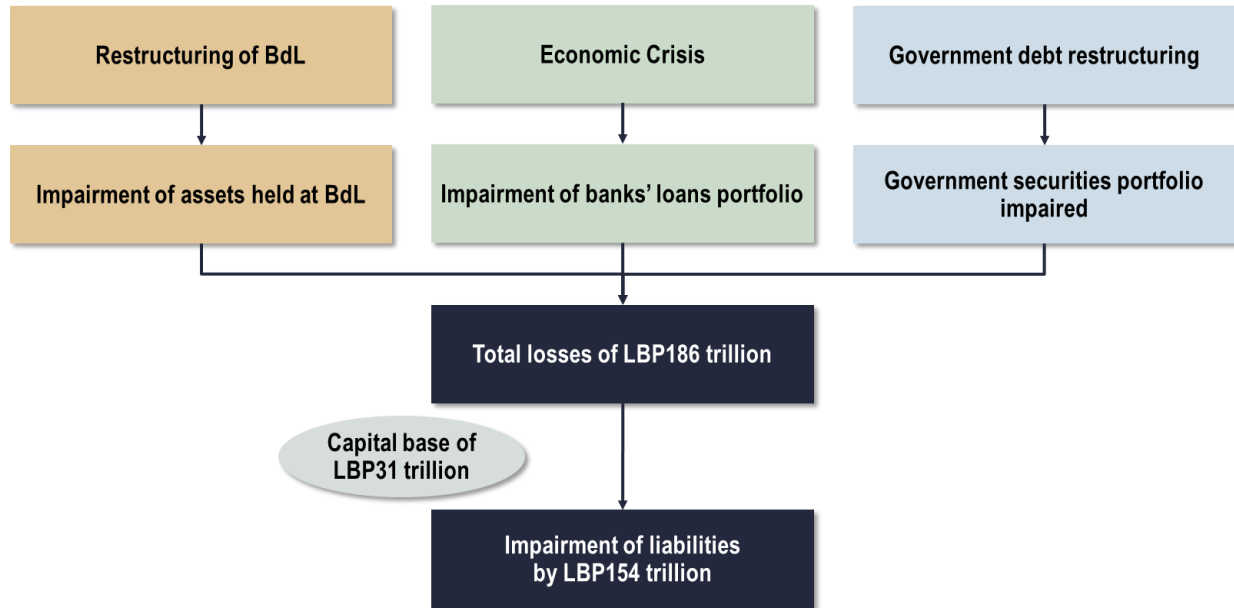 Restructuring of BdL
Economic Crisis
Government debt restructuring
Impairment of assets held at BdL
Impairment of banks' loans portfolio
Government securities portfolio
impaired
Total losses of LBP186 trillion
Capital base of
LBP31 trillion
Impairment of liabilities
by LBP154 trillion